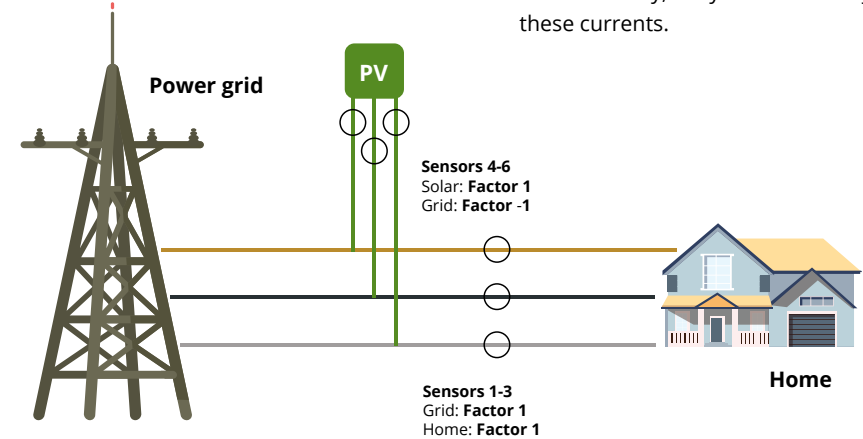 these currents.
PV
Power grid
Sensors 4-6
Solar: Factor 1
Grid: Factor -1
Home
Sensors 1-3
Grid: Factor 1
Home: Factor 1